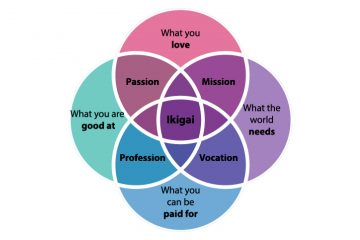 What you
love
Passion
Mission
What you are
good at
Ikigai
What the
world
needs
Profession
Vocation
What you
can be
paid for